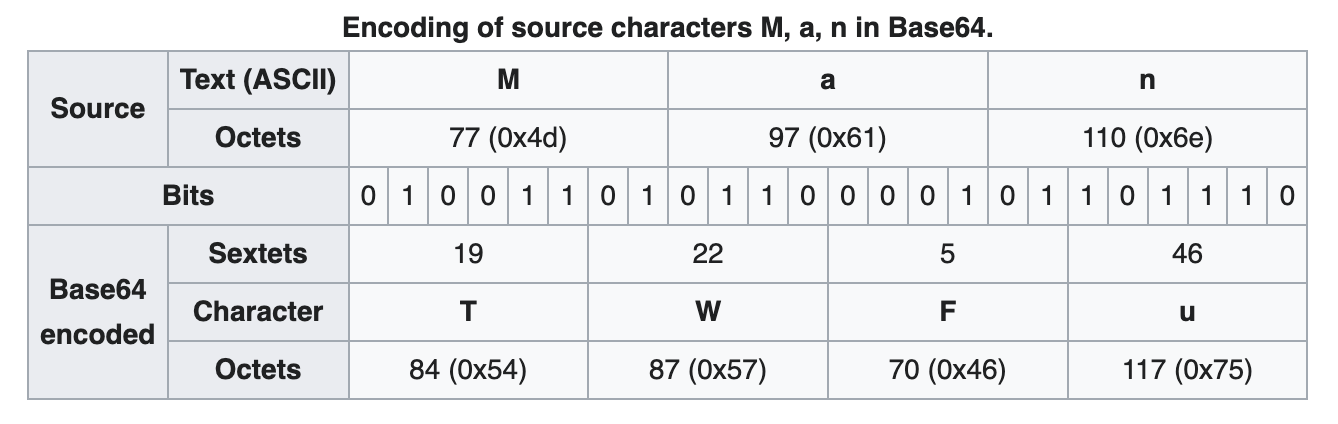 Encoding of source characters M, a, n in Base64.
Source Text (ASCII) M a n
Octets 77 (0x4d) 97 (0x61) 110 (0x6e)
Bits 0 1 0 0 1 1 0 1 0 1 1 0 0 0 0 1 0 1 1 0 1 1 1 0
Base64 encoded Sextets 19 22 5 46
Character T W F u
Octets 84 (0x54) 87 (0x57) 70 (0x46) 117 (0x75)